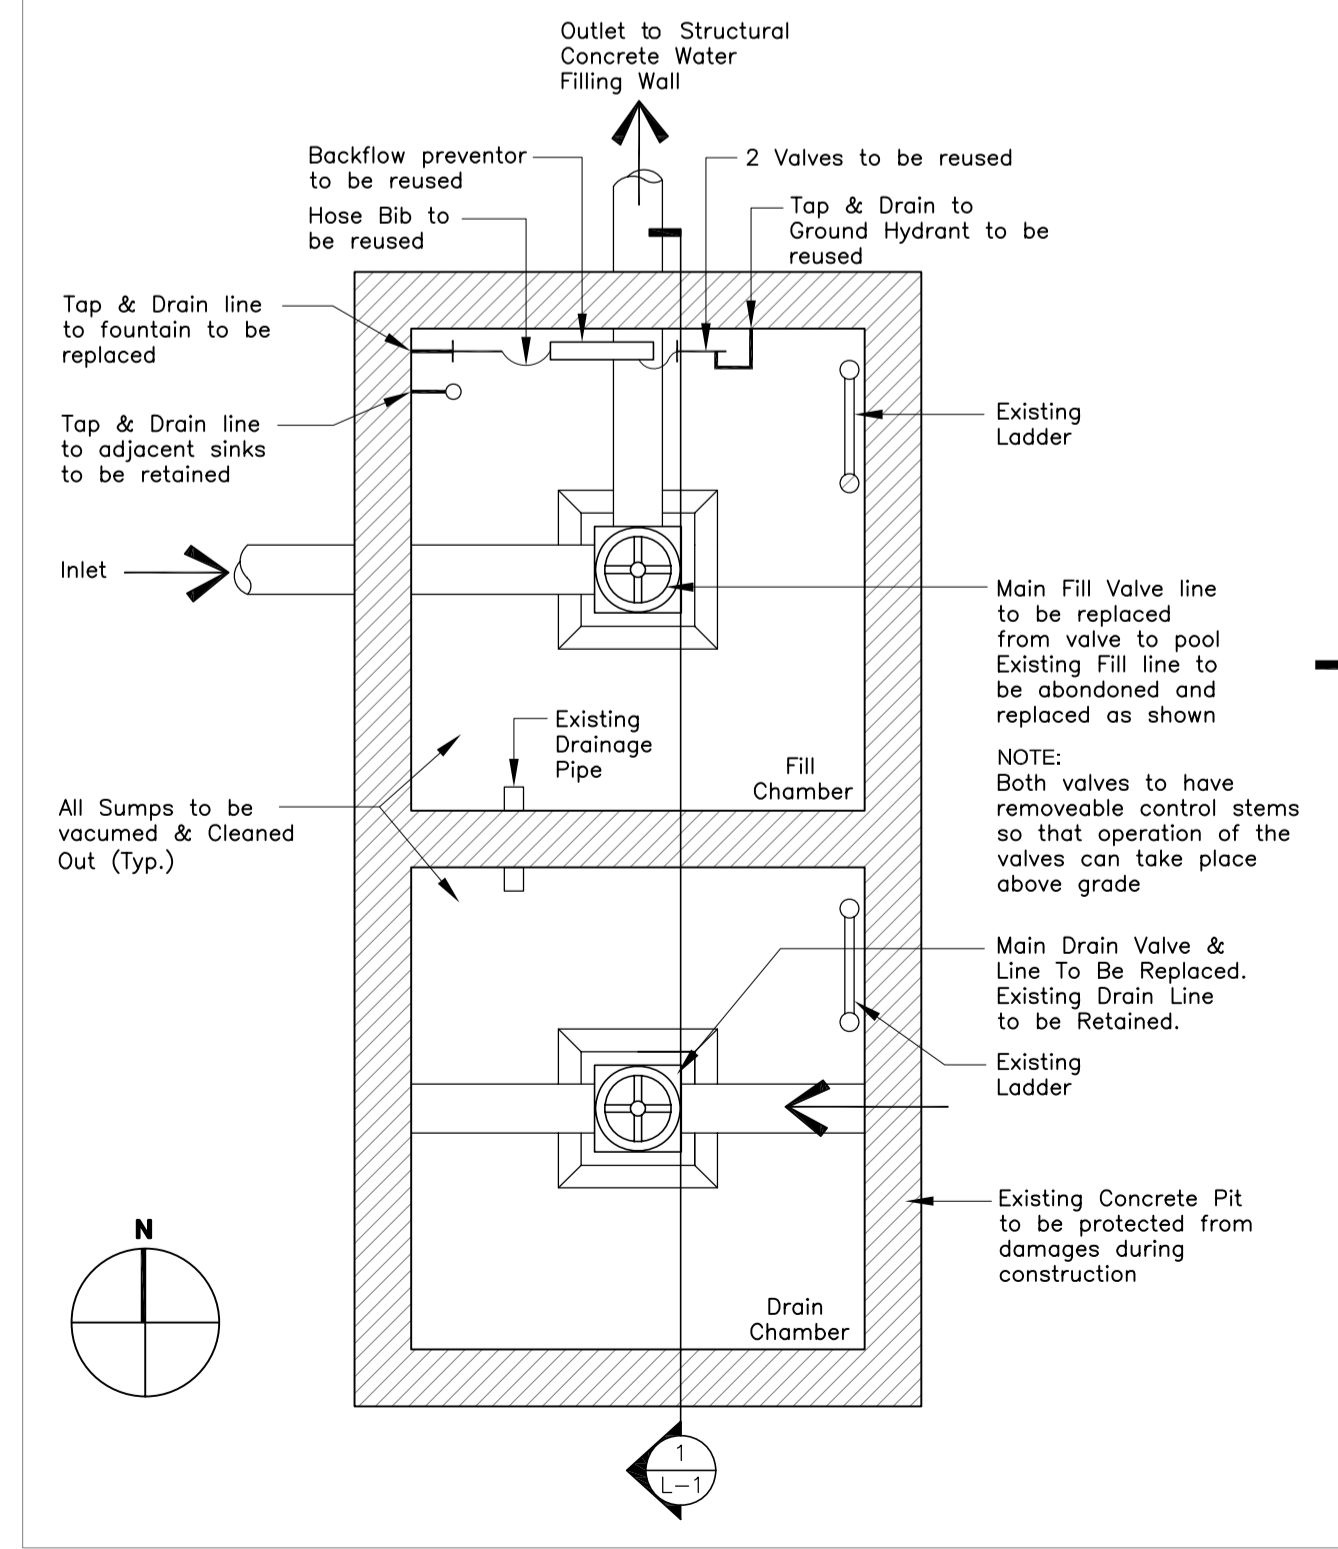 Outlet to Structural
Concrete Water
Filling Wall
Backflow preventor
to be reused
2 Valves to be reused
Hose Bib to
be reused
Tap & Drain to
Ground Hydrant to be
reused
Tap & Drain line
to fountain to be
replaced
Tap & Drain line
to adjacent sinks
to be retained
Existing
Ladder
Inlet
Main Fill Valve line
to be replaced
from valve to pool
Existing Fill line to
be abondoned and
replaced as shown
Existing
Drainage
Pipe
Fill
Chamber
NOTE:
Both valves to have
removeable control stems
so that operation of the
valves can take place
above grade
All Sumps to be
vacumed & Cleaned
Out (Typ.)
Main Drain Valve &
Line To Be Replaced.
Existing Drain Line
to be Retained.
Existing
Ladder
Existing Concrete Pit
to be protected from
damages during
construction
N
Drain
Chamber
1
L-1